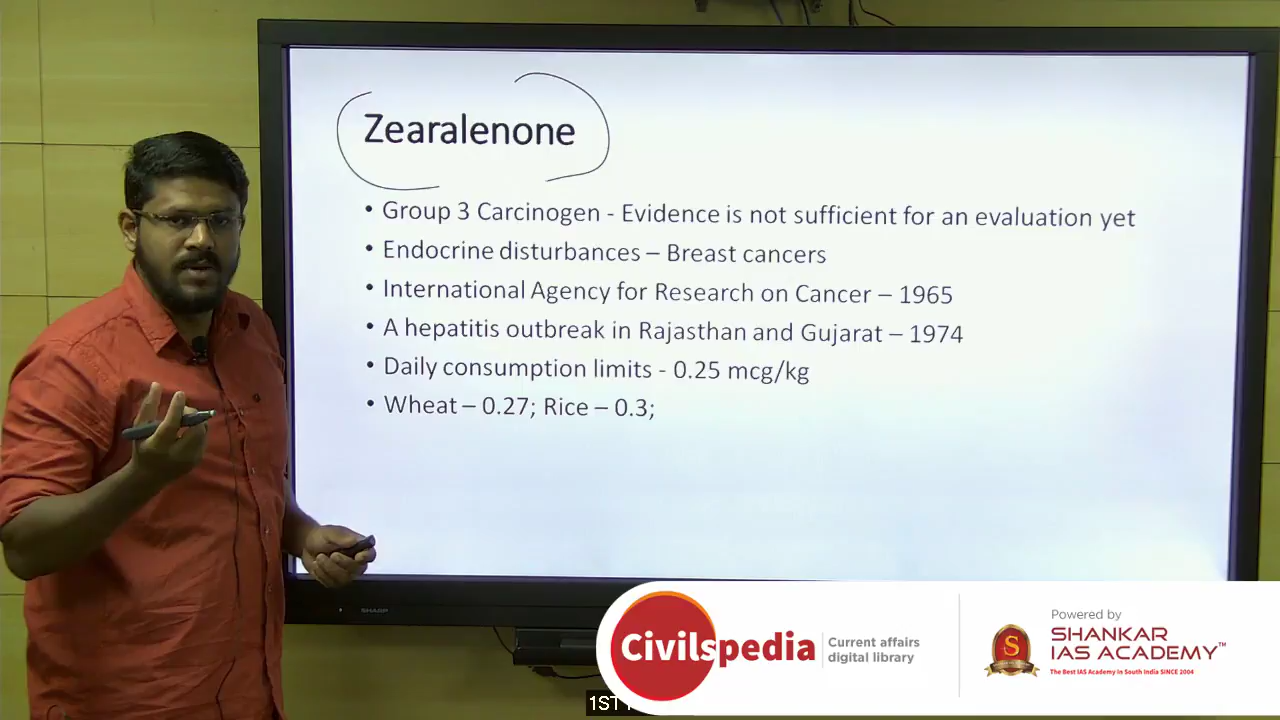 Zearalenone
• Group 3 Carcinogen - Evidence is not sufficient for an evaluation yet
• Endocrine disturbances – Breast cancers
• International Agency for Research on Cancer – 1965
• A hepatitis outbreak in Rajasthan and Gujarat – 1974
• Daily consumption limits - 0.25 mcg/kg
• Wheat – 0.27; Rice – 0.3;
SHARP
Civilspedia
Current affairs
digital library
Powered by
SHANKAR
IAS ACADEMY™
The Best IAS Academy In South India SINCE 2004
S
1ST